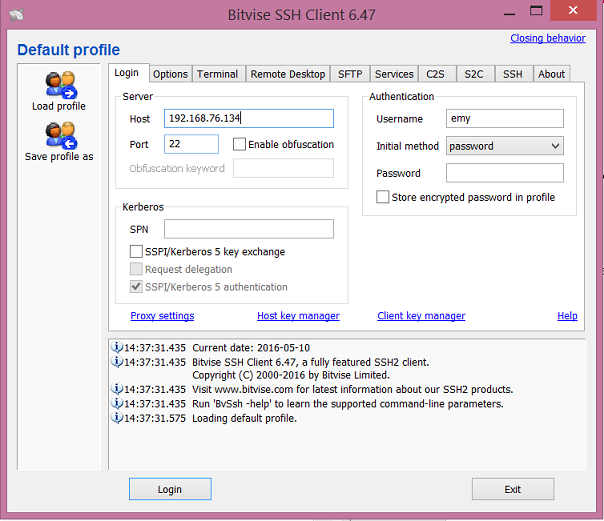 Bitvise SSH Client 6.47
Default profile
Closing behavior
Load profile
Save profile as
Login Options Terminal Remote Desktop SFTP Services C2S S2C SSH About
Server
Host 192.168.76.134
Port 22 Enable obfuscation
Obfuscation keyword
Kerberos
SPN
SSPI/Kerberos 5 key exchange
Request delegation
SSPI/Kerberos 5 authentication
Authentication
Username emy
Initial method password
Password
Store encrypted password in profile
Proxy settings Host key manager Client key manager Help
14:37:31.435 Current date: 2016-05-10
14:37:31.435 Bitvise SSH Client 6.47, a fully featured SSH2 client.
Copyright (C) 2000-2016 by Bitvise Limited.
14:37:31.435 Visit www.bitvise.com for latest information about our SSH2 products.
14:37:31.435 Run 'BvSsh -help' to learn the supported command-line parameters.
14:37:31.575 Loading default profile.
Login Exit